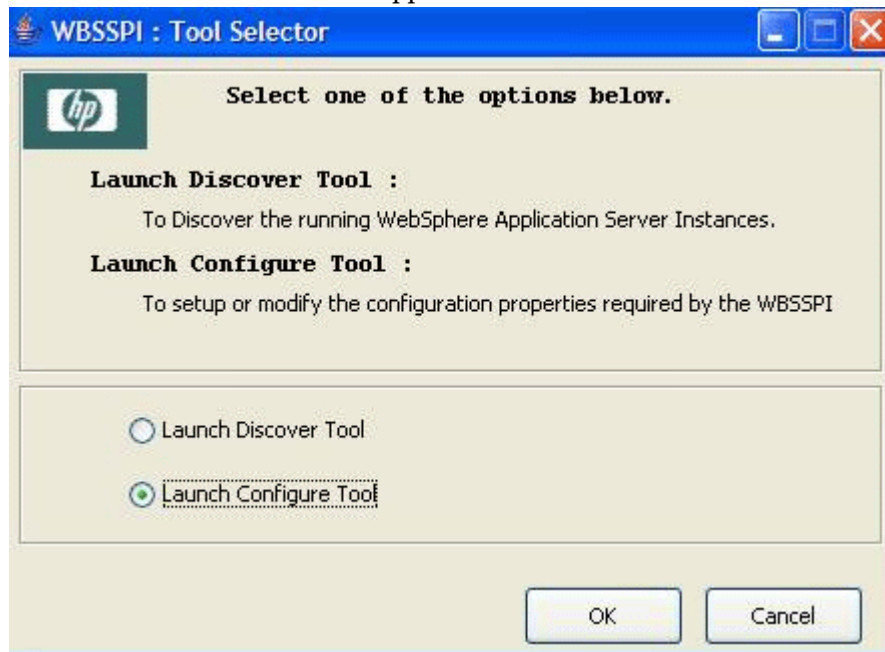 WBSSPI : Tool Selector
hp
Select one of the options below.
Launch Discover Tool :
To Discover the running WebSphere Application Server Instances.
Launch Configure Tool :
To setup or modify the configuration properties required by the WBSSPI
Launch Discover Tool
Launch Configure Tool
OK
Cancel